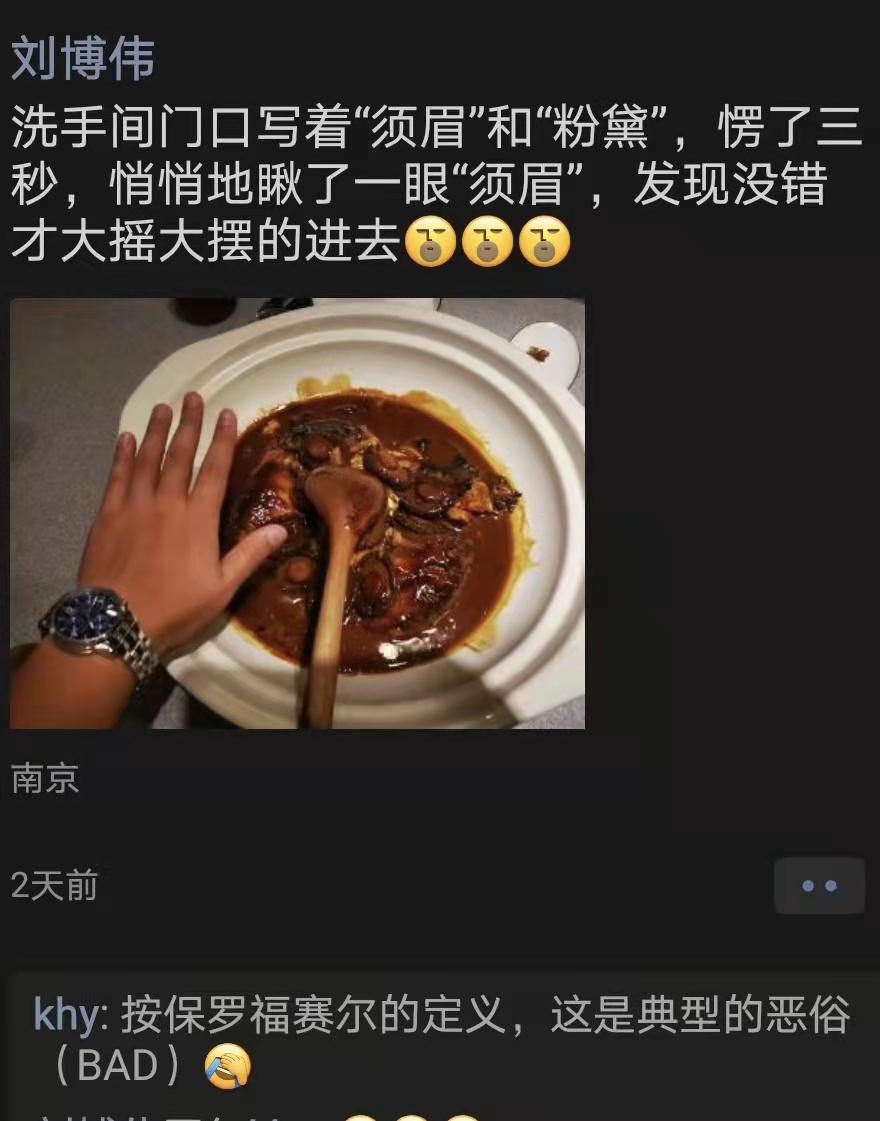 刘博伟
洗手间门口写着“须眉”和“粉黛”，愣了三
秒，悄悄地瞅了一眼“须眉”，发现没错
才大摇大摆的进去
南京
2天前
khy: 按保罗福赛尔的定义，这是典型的恶俗
（BAD）